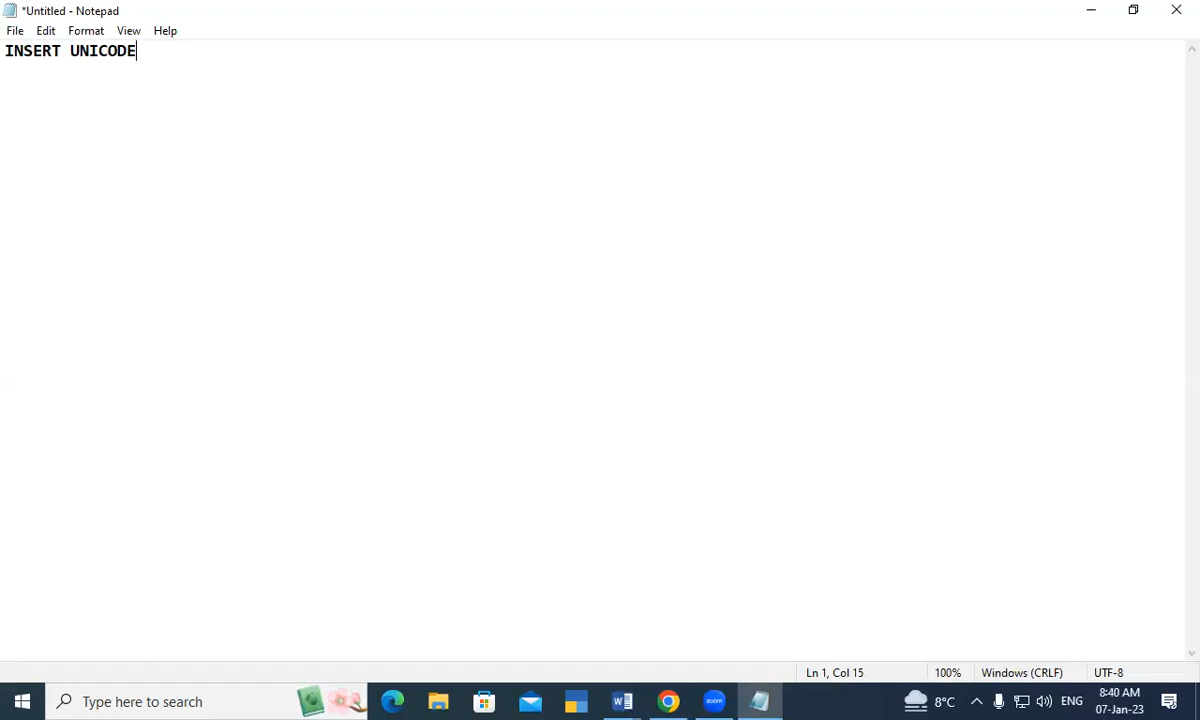 *Untitled - Notepad
File Edit Format View Help
INSERT UNICODE
Ln 1, Col 15 100% Windows (CRLF) UTF-8
Type here to search
W
zoom
8°C
ENG
8:40 AM
07-Jan-23